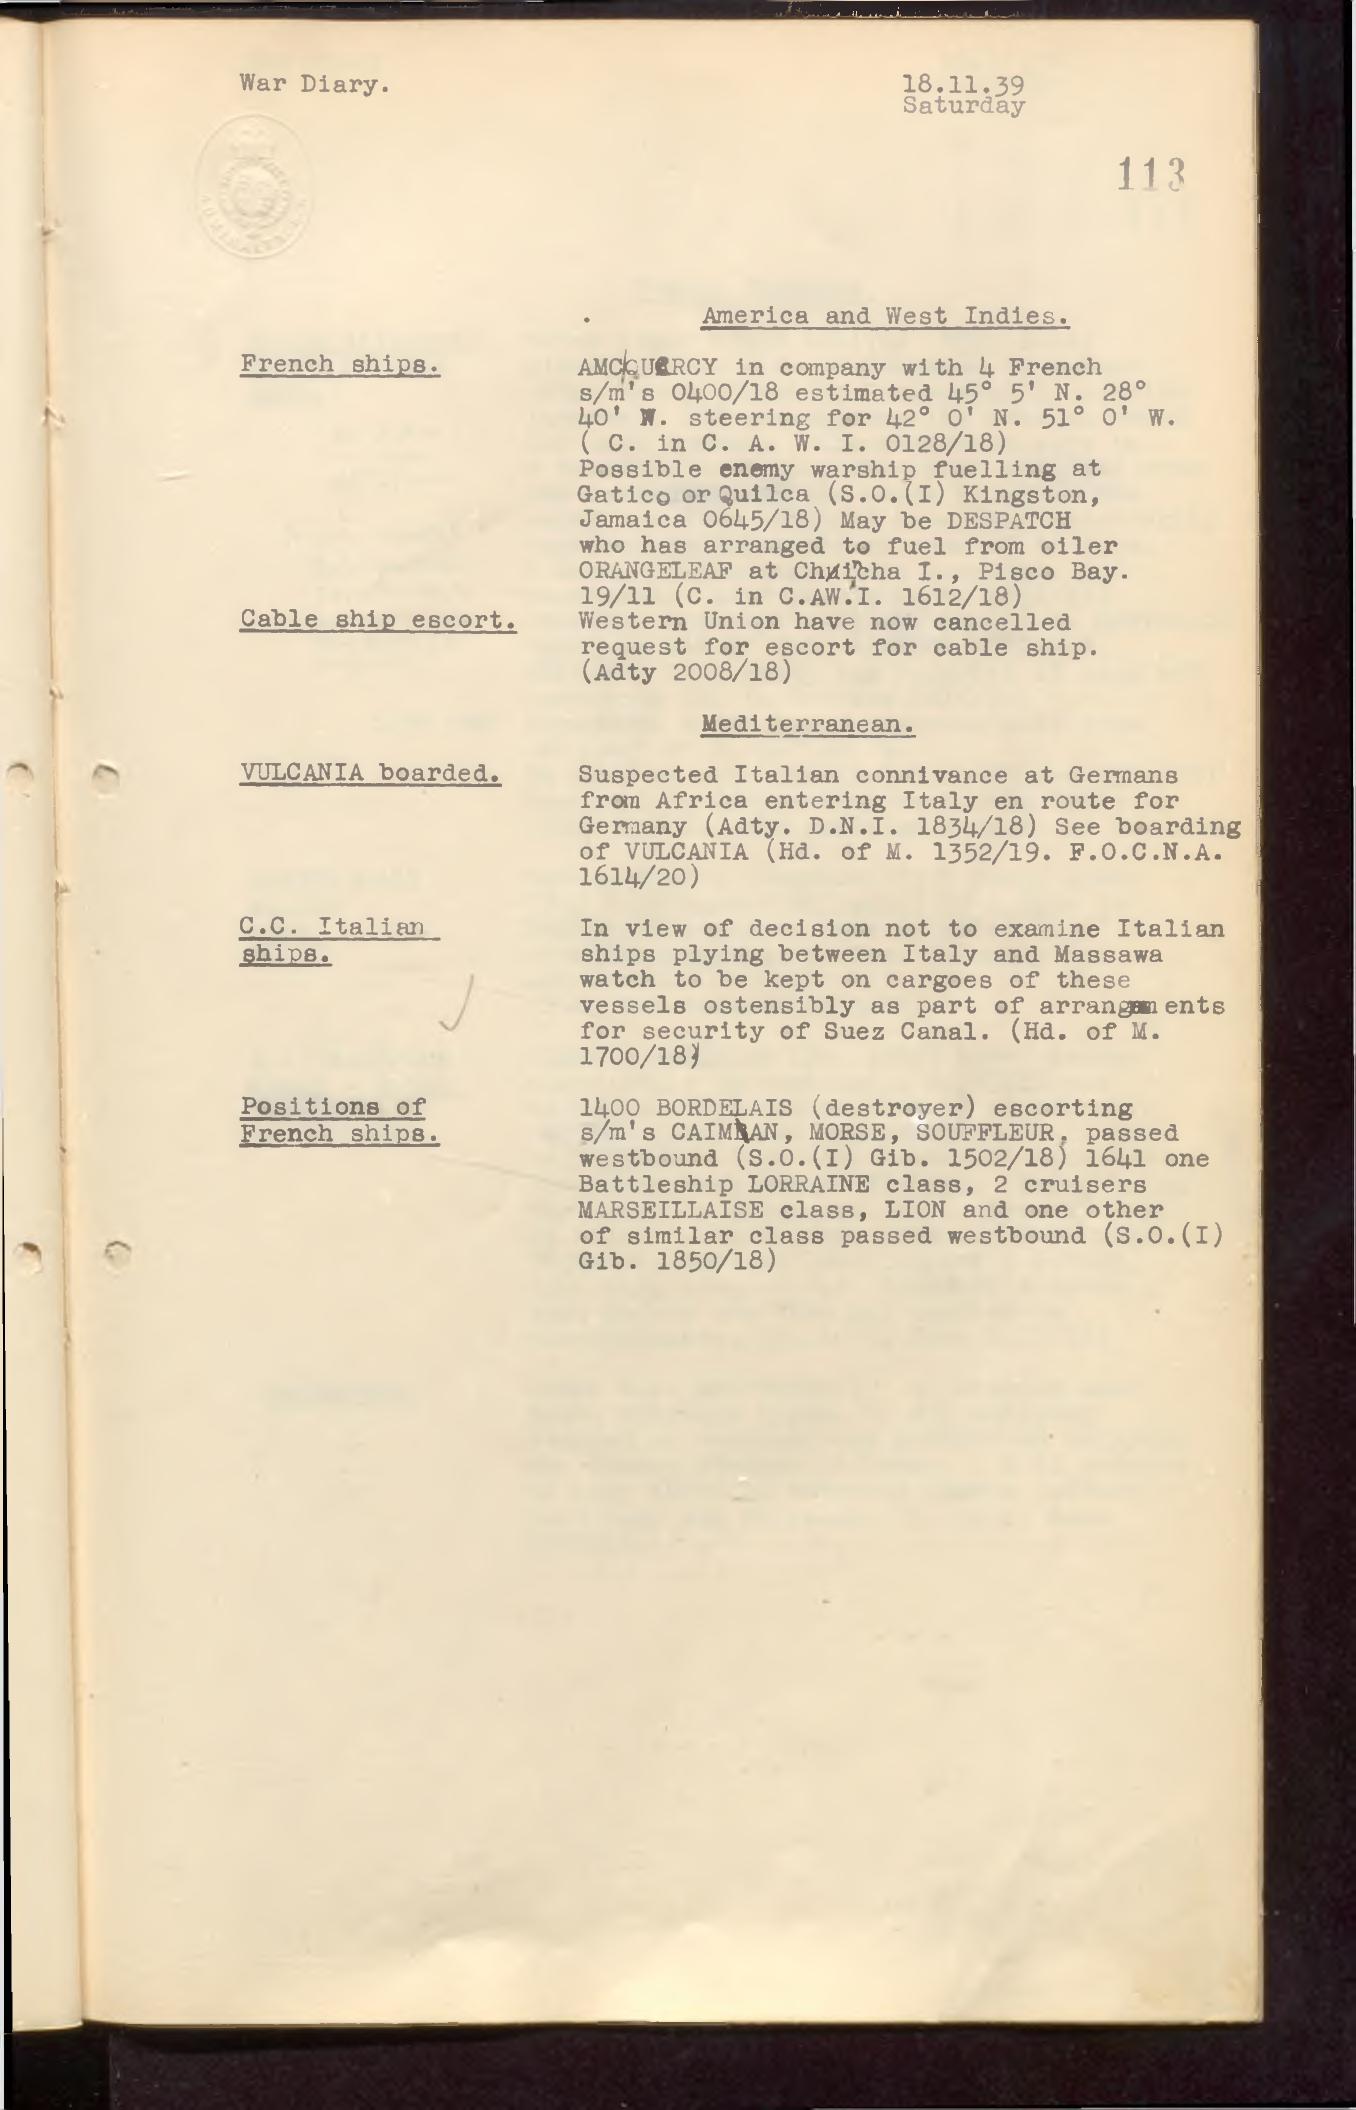 War Diary.
18.11.39
Saturday
113
America and West Indies.
French ships.
AMC QUERCY in company with 4 French
s/m's 0400/18 estimated 45° 5' N. 28°
40' W. steering for 42° 0' N. 51° 0' W.
( C. in C. A. W. I. 0128/18)
Possible enemy warship fuelling at
Gatico or Quilca (S.O.(I) Kingston,
Jamaica 0645/18) May be DESPATCH
who has arranged to fuel from oiler
ORANGELEAF at Chincha I., Pisco Bay.
19/11 (C. in C.AW.I. 1612/18)
Cable ship escort.
Western Union have now cancelled
request for escort for cable ship.
(Adty 2008/18)
Mediterranean.
VULCANIA boarded.
Suspected Italian connivance at Germans
from Africa entering Italy en route for
Germany (Adty. D.N.I. 1834/18) See boarding
of VULCANIA (Hd. of M. 1352/19. F.O.C.N.A.
1614/20)
C.C. Italian
ships.
In view of decision not to examine Italian
ships plying between Italy and Massawa
watch to be kept on cargoes of these
vessels ostensibly as part of arrangements
for security of Suez Canal. (Hd. of M.
1700/18)
Positions of
French ships.
1400 BORDELAIS (destroyer) escorting
s/m's CAIMAN, MORSE, SOUFFLEUR, passed
westbound (S.O.(I) Gib. 1502/18) 1641 one
Battleship LORRAINE class, 2 cruisers
MARSEILLAISE class, LION and one other
of similar class passed westbound (S.O.(I)
Gib. 1850/18)